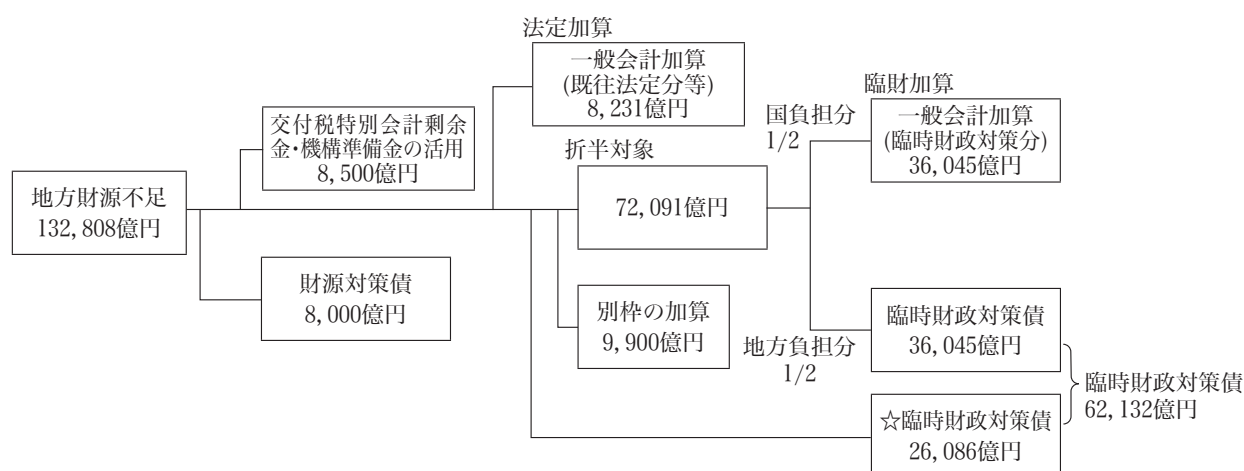 地方財源不足
132,808億円
交付税特別会計剰余
金・機構準備金の活用
8,500億円
財源対策債
8,000億円
法定加算
一般会計加算
(既往法定分等)
8,231億円
折半対象
72,091億円
別枠の加算
9,900億円
国負担分
1/2
地方負担分
1/2
臨財加算
一般会計加算
(臨時財政対策分)
36,045億円
臨時財政対策債
36,045億円
☆臨時財政対策債
26,086億円
臨時財政対策債
62,132億円